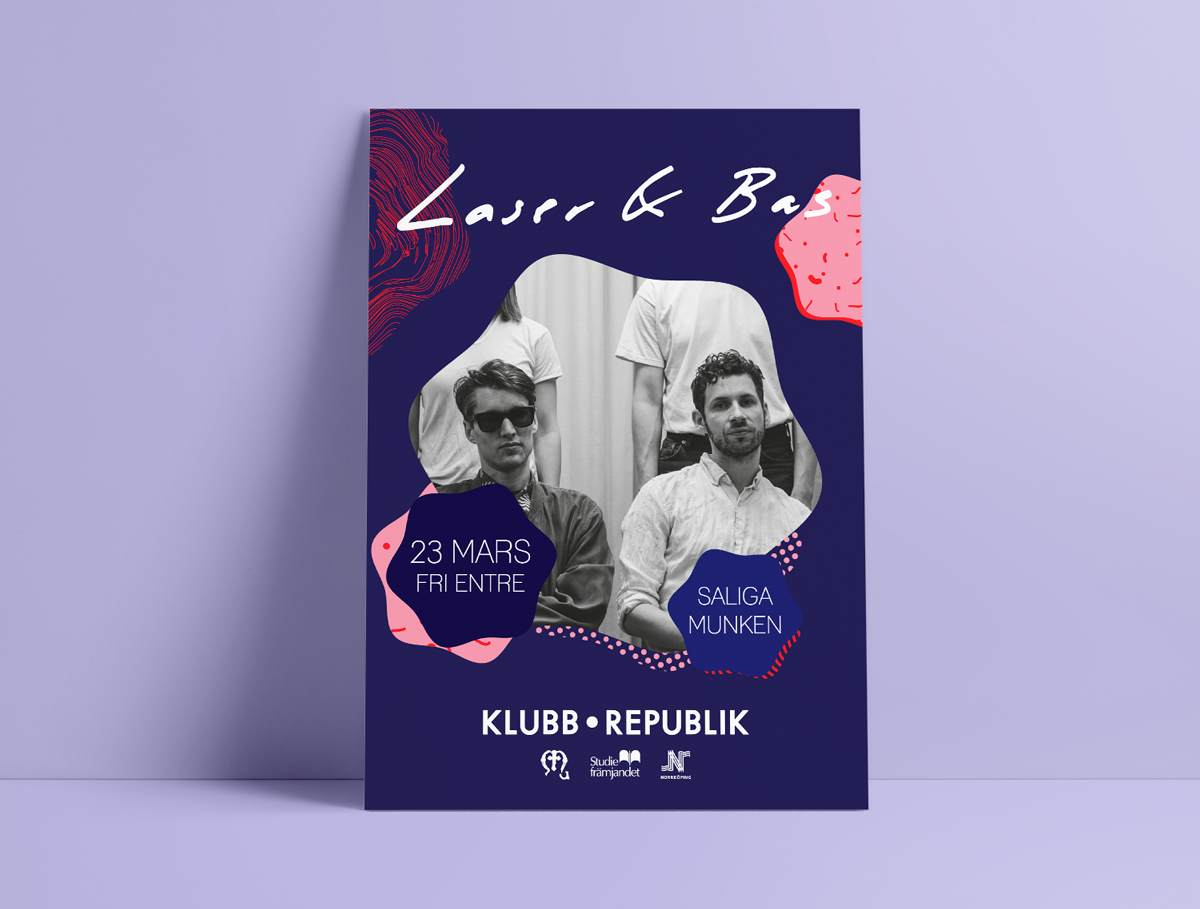 Laser & Bas
23 MARS
FRI ENTRE
SALIGA
MUNKEN
KLUBB • REPUBLIK
Studie
främjandet
NORRKÖPING